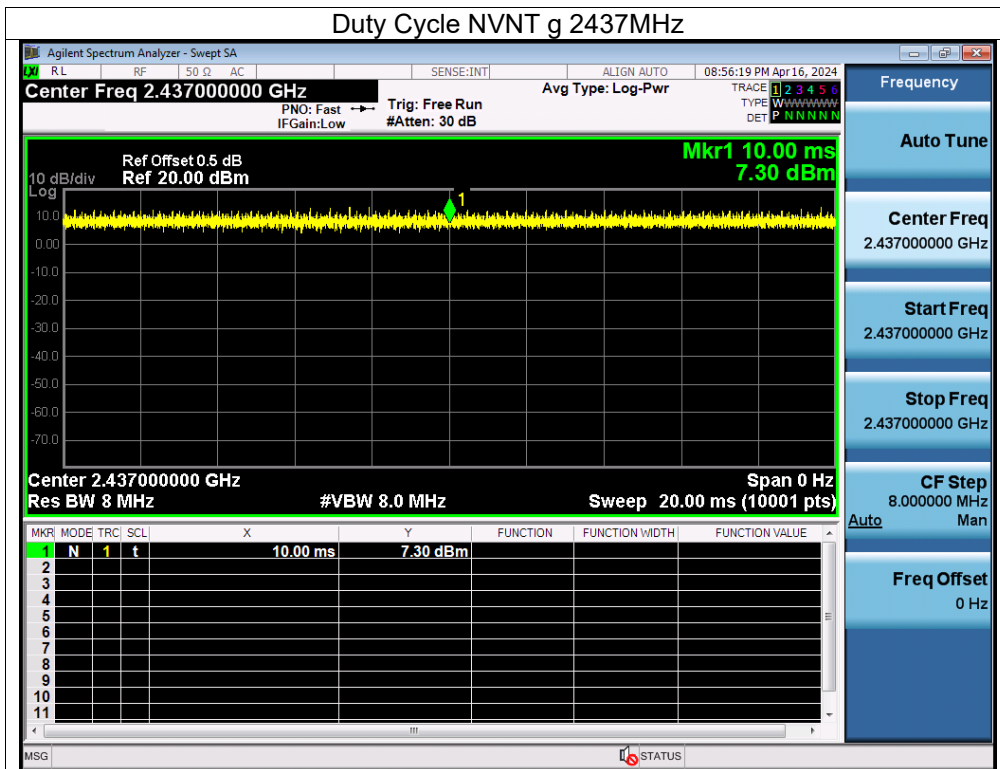 Duty Cycle NVNT g 2437MHz
Agilent Spectrum Analyzer - Swept SA
LXI RL RF 50 Ω AC SENSE:INT ALIGN AUTO 08:56:19 PM Apr 16, 2024
Center Freq 2.437000000 GHz
PNO: Fast
IFGain:Low
Trig: Free Run
#Atten: 30 dB
Avg Type: Log-Pwr
TRACE 1 2 3 4 5 6
TYPE WWWWWW
DET P N N N N N
Ref Offset 0.5 dB
Ref 20.00 dBm
10 dB/div
Log
Mkr1 10.00 ms
7.30 dBm
1
10.0
0.00
-10.0
-20.0
-30.0
-40.0
-50.0
-60.0
-70.0
Center 2.437000000 GHz Span 0 Hz
Res BW 8 MHz #VBW 8.0 MHz Sweep 20.00 ms (10001 pts)
MKR MODE TRC SCL X Y FUNCTION FUNCTION WIDTH FUNCTION VALUE
1 N 1 t 10.00 ms 7.30 dBm
2
3
4
5
6
7
8
9
10
11
MSG STATUS
Frequency
Auto Tune
Center Freq
2.437000000 GHz
Start Freq
2.437000000 GHz
Stop Freq
2.437000000 GHz
CF Step
8.000000 MHz
Auto Man
Freq Offset
0 Hz